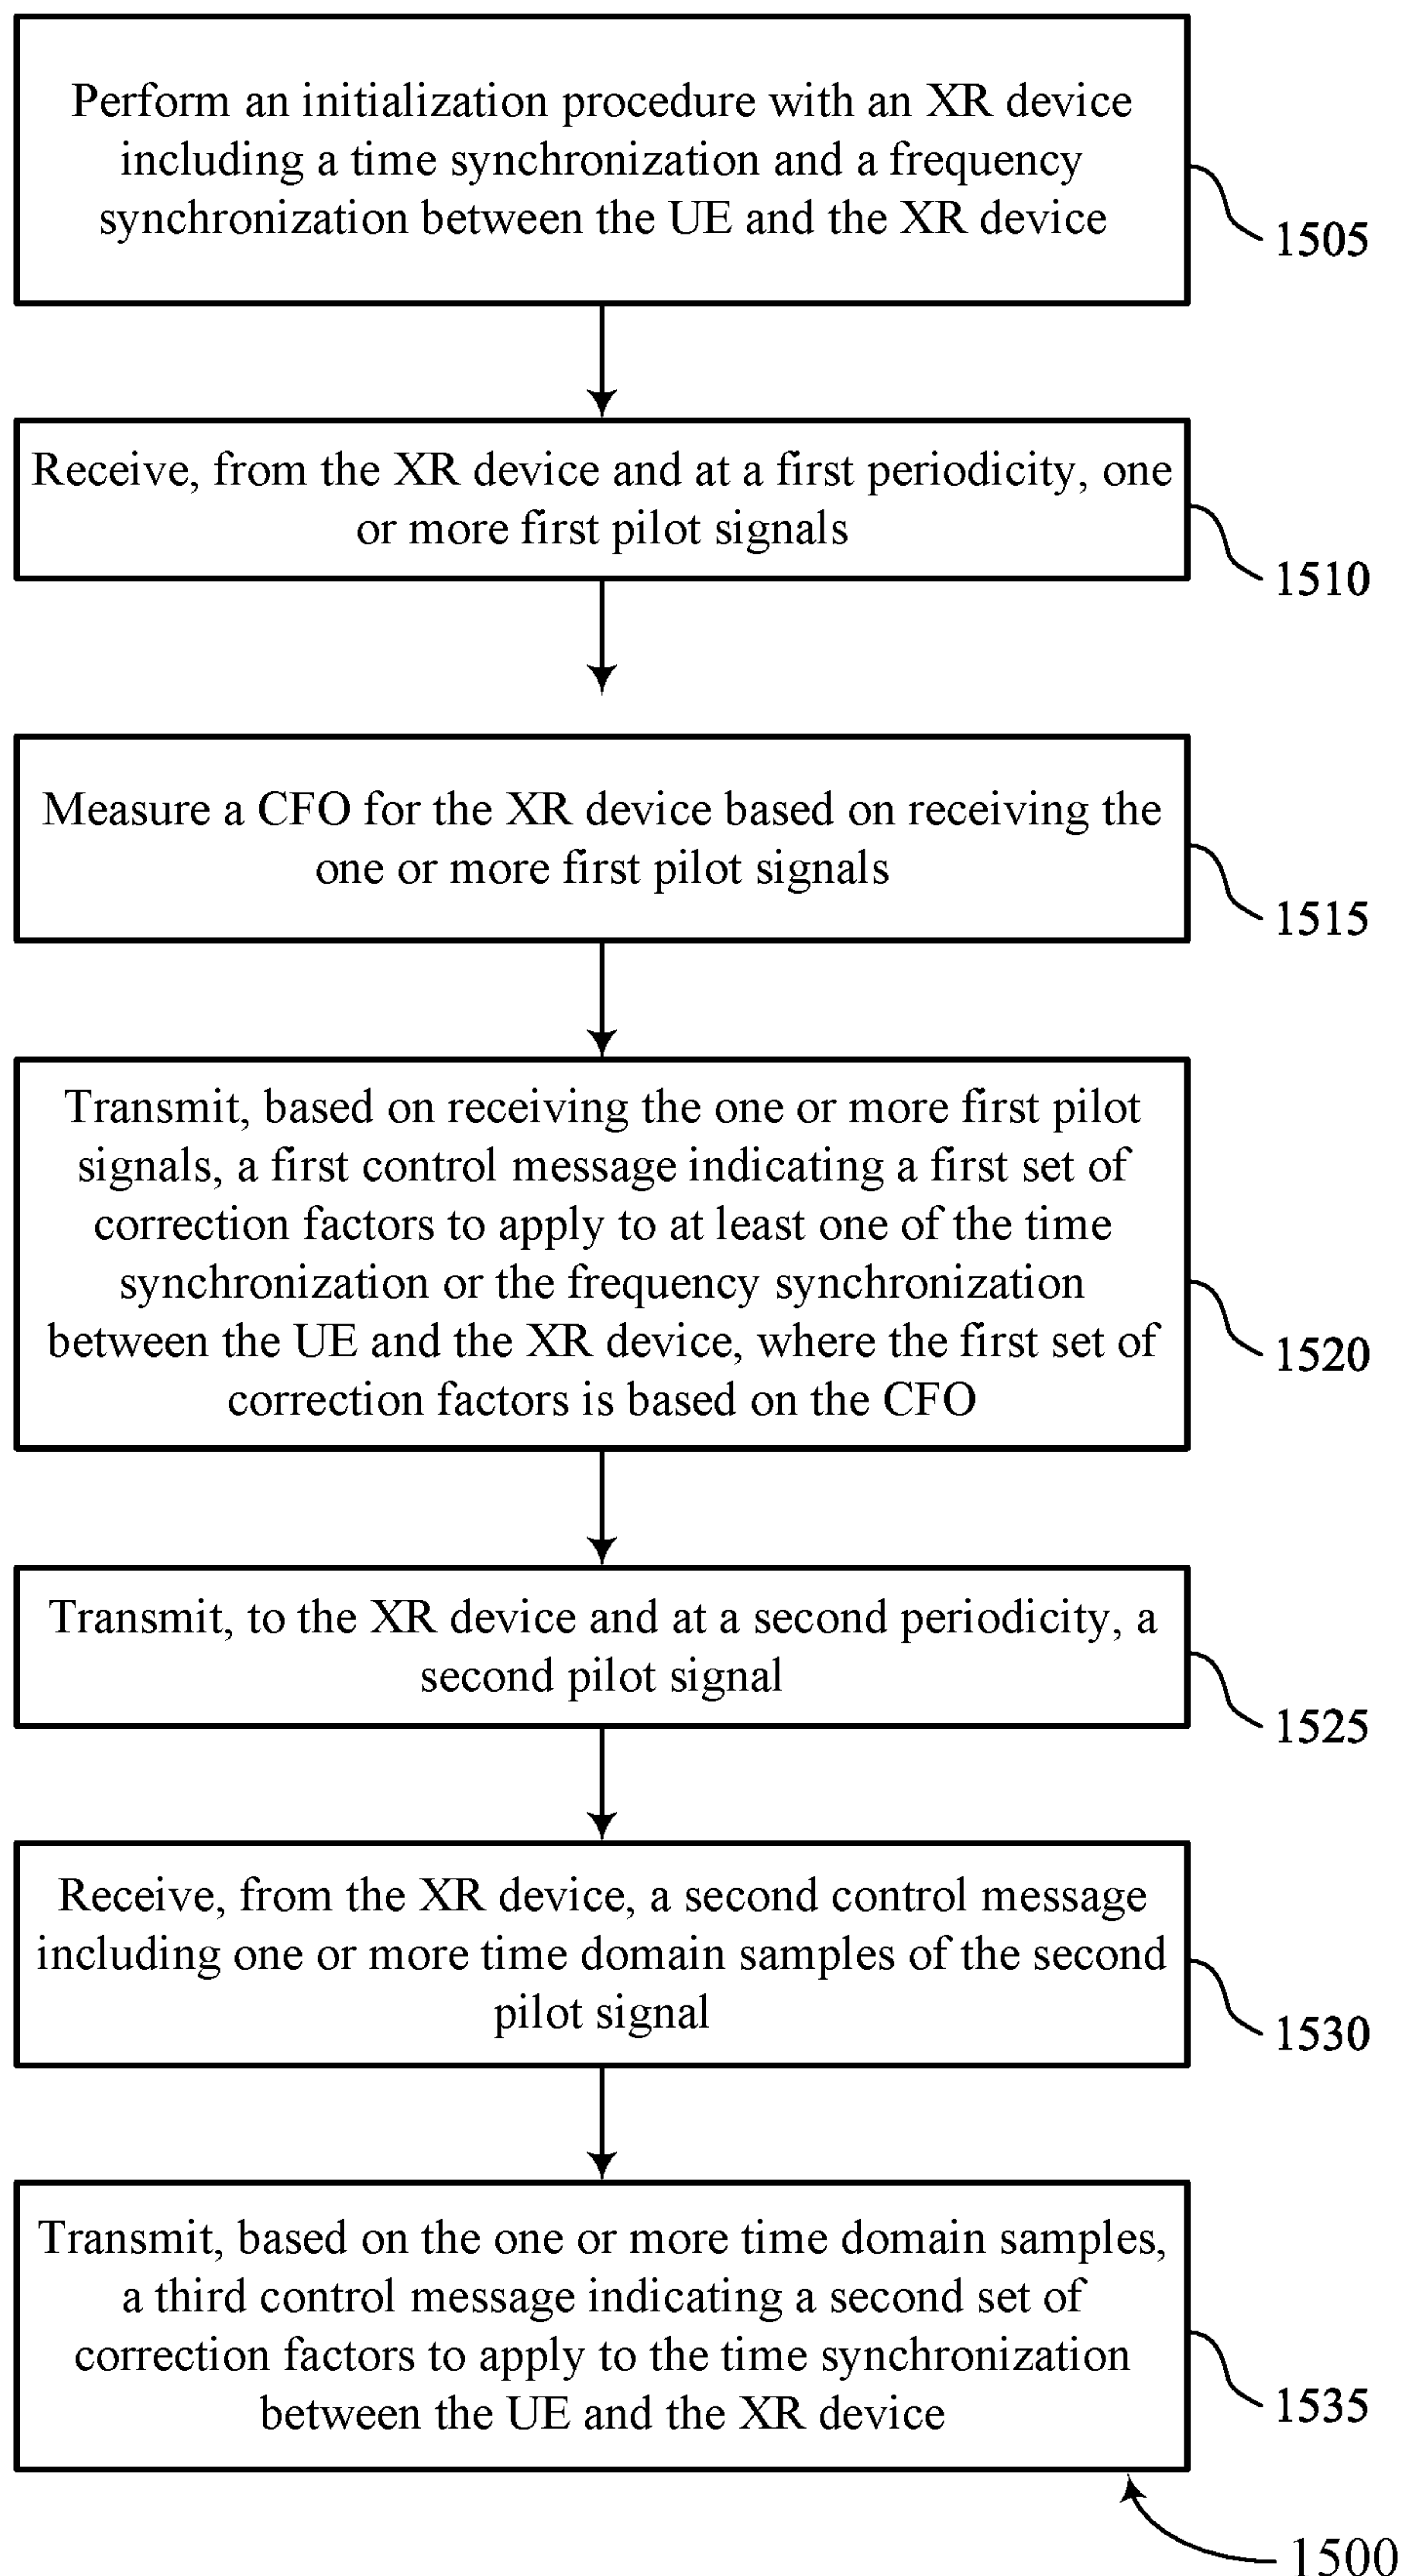 Perform an initialization procedure with an XR device
including a time synchronization and a frequency
synchronization between the UE and the XR device
1505
Receive, from the XR device and at a first periodicity, one
or more first pilot signals
1510
Measure a CFO for the XR device based on receiving the
one or more first pilot signals
1515
Transmit, based on receiving the one or more first pilot
signals, a first control message indicating a first set of
correction factors to apply to at least one of the time
synchronization or the frequency synchronization
between the UE and the XR device, where the first set of
correction factors is based on the CFO
1520
Transmit, to the XR device and at a second periodicity, a
second pilot signal
1525
Receive, from the XR device, a second control message
including one or more time domain samples of the second
pilot signal
1530
Transmit, based on the one or more time domain samples,
a third control message indicating a second set of
correction factors to apply to the time synchronization
between the UE and the XR device
1535
1500